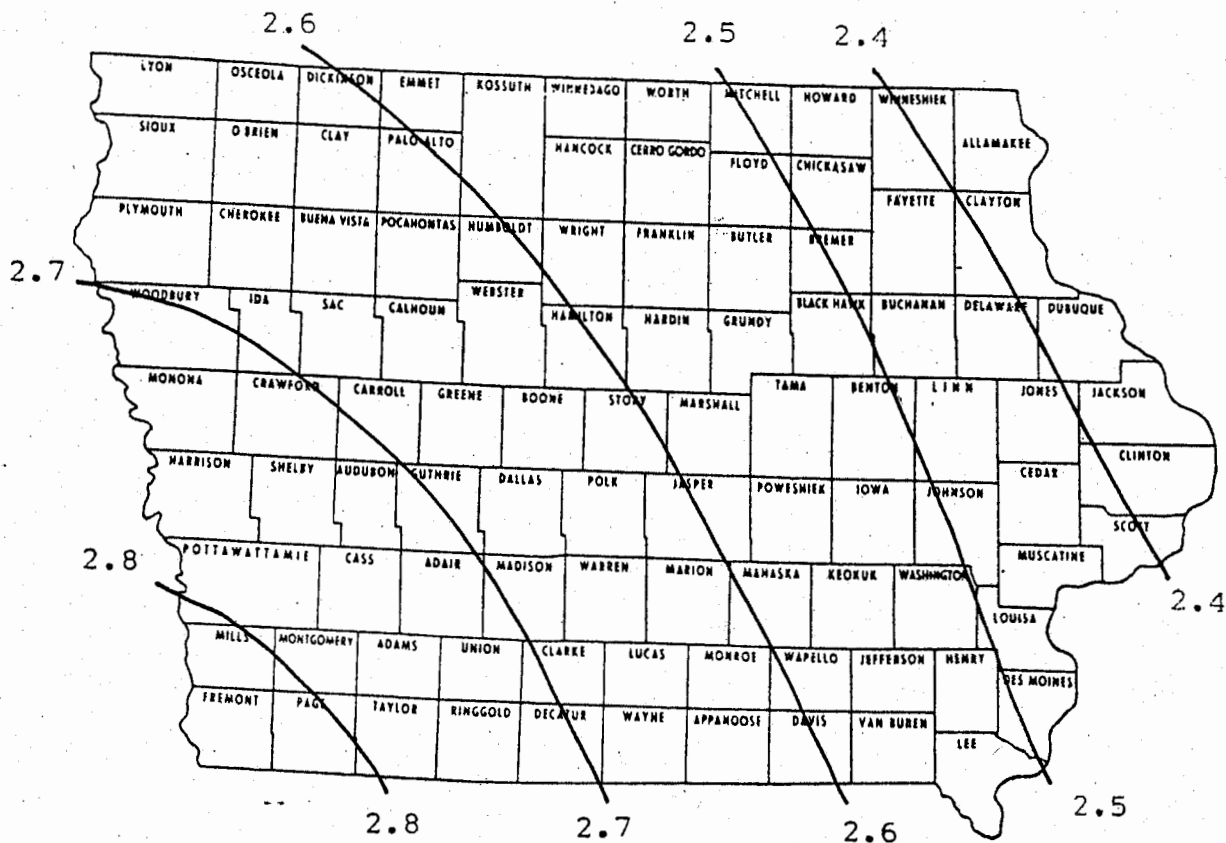 2.6 2.5 2.4
LYON OSCEOLA DICKINSON EMMET KOSSUTH WINNEBAGO WORTH MITCHELL HOWARD WINNESHIEK
ALLAMAKEE
SIOUX O BRIEN CLAY PALO ALTO HANCOCK CERRO GORDO FLOYD CHICKASAW
FAYETTE CLAYTON
PLYMOUTH CHEROKEE BUENA VISTA POCAHONTAS HUMBOLDT WRIGHT FRANKLIN BUTLER BREMER
2.7
WOODBURY IDA SAC CALHOUN WEBSTER HAMILTON HARDIN GRUNDY BLACK HAWK BUCHANAN DELAWARE DUBUQUE
MONONA CRAWFORD CARROLL GREENE BOONE STORY MARSHALL TAMA BENTON LINN JONES JACKSON
HARRISON SHELBY AUDUBON GUTHRIE DALLAS POLK JASPER POWESHIEK IOWA JOHNSON CEDAR CLINTON
SCOTT
2.8
POTTAWATTAMIE CASS ADAIR MADISON WARREN MARION MAHASKA KEOKUK WASHINGTON MUSCATINE
2.4
LOUISA
MILLS MONTGOMERY ADAMS UNION CLARKE LUCAS MONROE WAPELLO JEFFERSON HENRY
DES MOINES
FREMONT PAGE TAYLOR RINGGOLD DECATUR WAYNE APPANOOSE DAVIS VAN BUREN
LEE
2.8 2.7 2.6 2.5